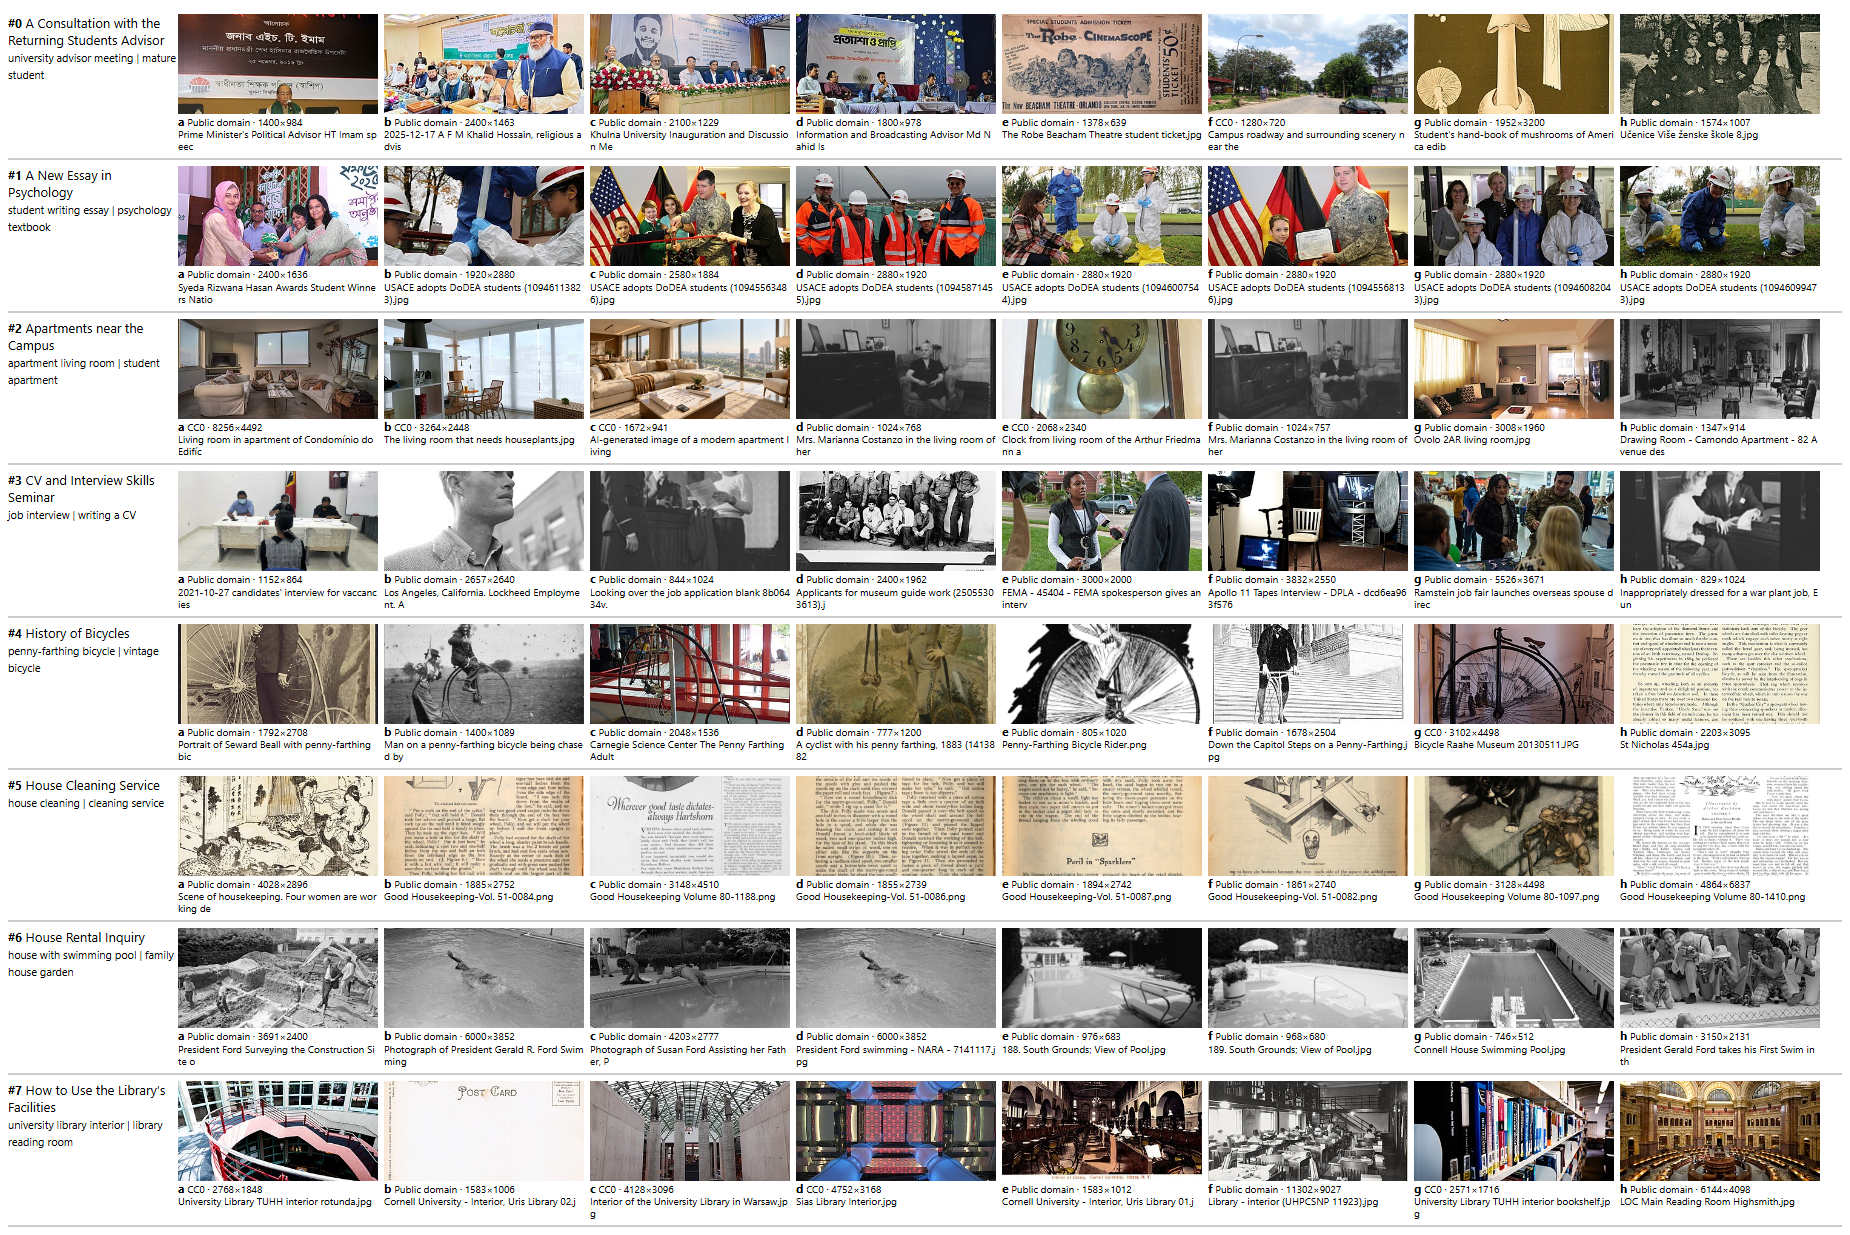 #0 A Consultation with the
Returning Students Advisor
university advisor meeting | mature
student
আলোচক
জনাব এইচ. টি. ইমাম
a Public domain · 1400×984
Prime Minister's Political Advisor HT Imam sp
eec
b Public domain · 2400×1463
2025-12-17 A F M Khalid Hossain, religious a
dvis
c Public domain · 2100×1229
Khulna University Inauguration and Discussio
n Me
প্রত্যাশা ও প্রাপ্তি
d Public domain · 1800×978
Information and Broadcasting Advisor Md N
ahid Is
SPECIAL STUDENTS ADMISSION TICKET!
The Robe CINEMASCOPE
STUDENTS 50¢
The New BEACHAM THEATRE · ORLANDO
e Public domain · 1378×639
The Robe Beacham Theatre student ticket.jpg
f CC0 · 1280×720
Campus roadway and surrounding scenery n
ear the
g Public domain · 1952×3200
Student's hand-book of mushrooms of Ameri
ca edib
h Public domain · 1574×1007
Učenice Više ženske škole 8.jpg
#1 A New Essay in
Psychology
student writing essay | psychology
textbook
a Public domain · 2400×1636
Syeda Rizwana Hasan Awards Student Winne
rs Natio
b Public domain · 1920×2880
USACE adopts DoDEA students (1094611382
3).jpg
c Public domain · 2580×1884
USACE adopts DoDEA students (1094556348
6).jpg
d Public domain · 2880×1920
USACE adopts DoDEA students (1094587145
5).jpg
e Public domain · 2880×1920
USACE adopts DoDEA students (1094600754
4).jpg
f Public domain · 2880×1920
USACE adopts DoDEA students (1094556813
6).jpg
g Public domain · 2880×1920
USACE adopts DoDEA students (1094608204
3).jpg
h Public domain · 2880×1920
USACE adopts DoDEA students (1094609947
3).jpg
#2 Apartments near the
Campus
apartment living room | student
apartment
a CC0 · 8256×4492
Living room in apartment of Condomínio do
Edifíc
b CC0 · 3264×2448
The living room that needs houseplants.jpg
c CC0 · 1672×941
AI-generated image of a modern apartment l
iving
d Public domain · 1024×768
Mrs. Marianna Costanzo in the living room of
her
e CC0 · 2068×2340
Clock from living room of the Arthur Friedma
nn a
f Public domain · 1024×757
Mrs. Marianna Costanzo in the living room of
her
g Public domain · 3008×1960
Ovolo 2AR living room.jpg
h Public domain · 1347×914
Drawing Room - Camondo Apartment - 82 A
venue des
#3 CV and Interview Skills
Seminar
job interview | writing a CV
a Public domain · 1152×864
2021-10-27 candidates' interview for vaccanc
ies
b Public domain · 2657×2640
Los Angeles, California. Lockheed Employme
nt. A
c Public domain · 844×1024
Looking over the job application blank 8b064
34v.
d Public domain · 2400×1962
Applicants for museum guide work (2505530
3613).j
e Public domain · 3000×2000
FEMA - 45404 - FEMA spokesperson gives an
interv
f Public domain · 3832×2550
Apollo 11 Tapes Interview - DPLA - dcd6ea96
3f576
g Public domain · 5526×3671
Ramstein job fair launches overseas spouse d
irec
h Public domain · 829×1024
Inappropriately dressed for a war plant job, E
un
#4 History of Bicycles
penny-farthing bicycle | vintage
bicycle
a Public domain · 1792×2708
Portrait of Seward Beall with penny-farthing
bic
b Public domain · 1400×1089
Man on a penny-farthing bicycle being chase
d by
c Public domain · 2048×1536
Carnegie Science Center The Penny Farthing
Adult
d Public domain · 777×1200
A cyclist with his penny farthing, 1883 (14138
82
e Public domain · 805×1020
Penny-Farthing Bicycle Rider.png
f Public domain · 1678×2504
Down the Capitol Steps on a Penny-Farthing.j
pg
g CC0 · 3102×4498
Bicycle Raahe Museum 20130511.JPG
h Public domain · 2203×3095
St Nicholas 454a.jpg
#5 House Cleaning Service
house cleaning | cleaning service
a Public domain · 4028×2896
Scene of housekeeping. Four women are wor
king de
b Public domain · 1885×2752
Good Housekeeping-Vol. 51-0084.png
Wherever good taste dictates-
always Hartshorn
c Public domain · 3148×4510
Good Housekeeping Volume 80-1188.png
d Public domain · 1855×2739
Good Housekeeping-Vol. 51-0086.png
Peril in "Sparklers"
e Public domain · 1894×2742
Good Housekeeping-Vol. 51-0087.png
f Public domain · 1861×2740
Good Housekeeping-Vol. 51-0082.png
g Public domain · 3128×4498
Good Housekeeping Volume 80-1097.png
h Public domain · 4864×6837
Good Housekeeping Volume 80-1410.png
#6 House Rental Inquiry
house with swimming pool | family
house garden
a Public domain · 3691×2400
President Ford Surveying the Construction Si
te o
b Public domain · 6000×3852
Photograph of President Gerald R. Ford Swim
ming
c Public domain · 4203×2777
Photograph of Susan Ford Assisting her Fath
er, P
d Public domain · 6000×3852
President Ford swimming - NARA - 7141117.j
pg
e Public domain · 976×683
188. South Grounds; View of Pool.jpg
f Public domain · 968×680
189. South Grounds; View of Pool.jpg
g Public domain · 746×512
Connell House Swimming Pool.jpg
h Public domain · 3150×2131
President Gerald Ford takes his First Swim in
th
#7 How to Use the Library's
Facilities
university library interior | library
reading room
a CC0 · 2768×1848
University Library TUHH interior rotunda.jpg
POST CARD
b Public domain · 1583×1006
Cornell University - Interior, Uris Library 02.j
c CC0 · 4128×3096
Interior of the University Library in Warsaw.jp
g
d CC0 · 4752×3168
Sias Library Interior.jpg
e Public domain · 1583×1012
Cornell University - Interior, Uris Library 01.j
f Public domain · 11302×9027
Library - interior (UHPCSNP 11923).jpg
g CC0 · 2571×1716
University Library TUHH interior bookshelf.jp
g
h Public domain · 6144×4098
LOC Main Reading Room Highsmith.jpg